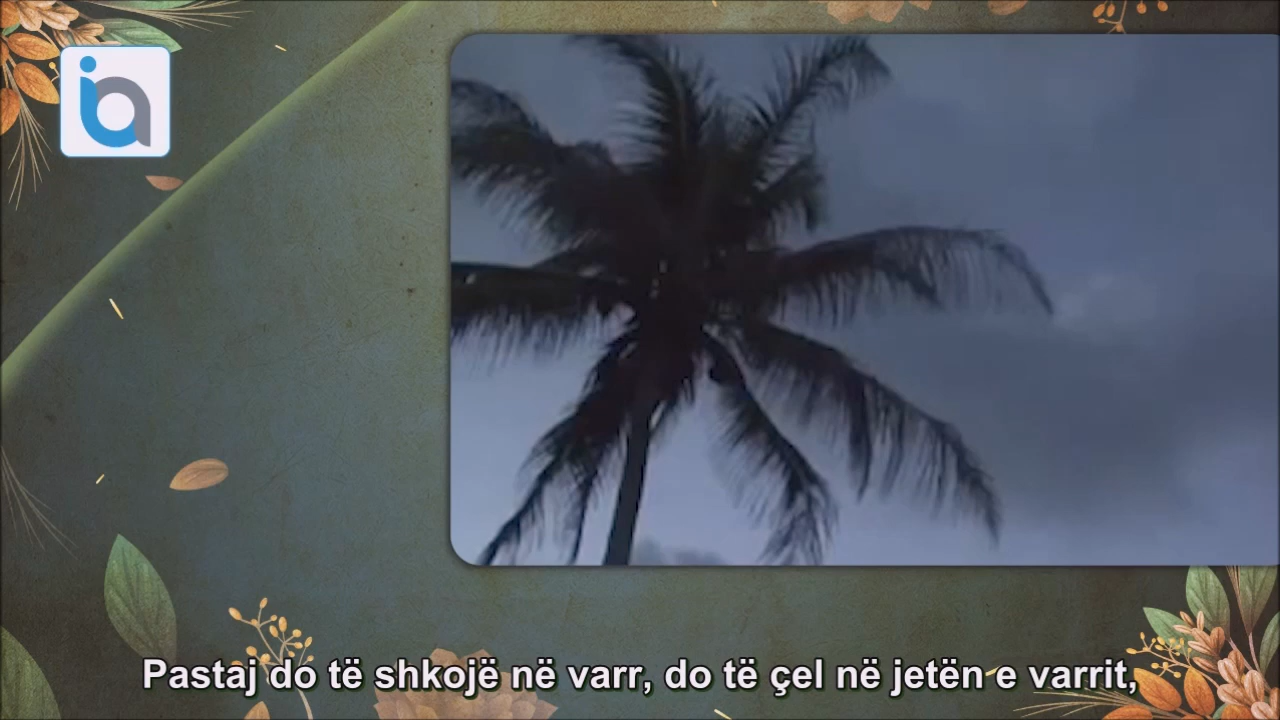 Pastaj do të shkojë në varr, do të çel në jetën e varrit,